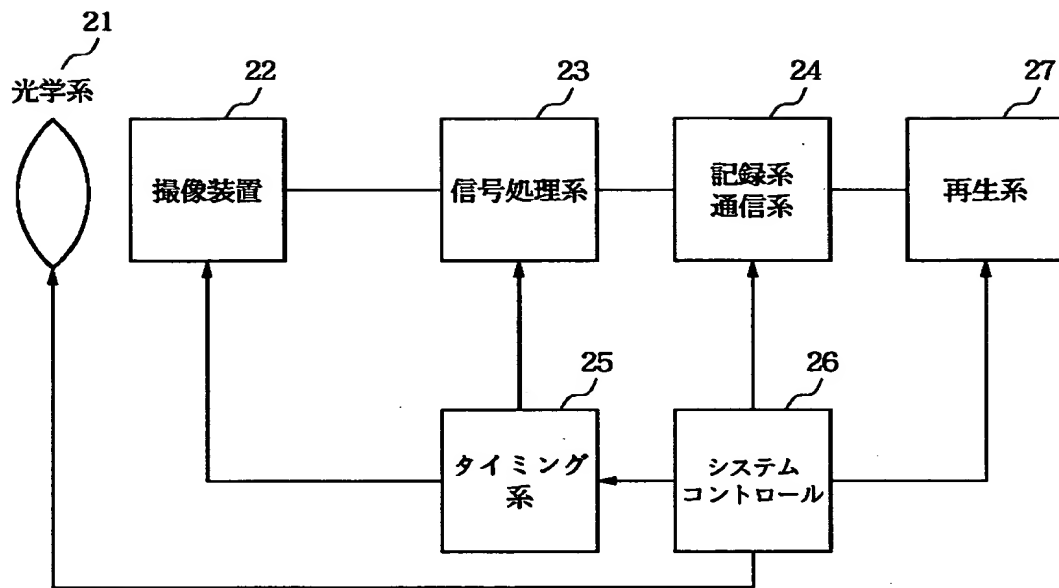 21
光学系
22
撮像装置
23
信号処理系
24
記録系
通信系
27
再生系
25
タイミング
系
26
システム
コントロール